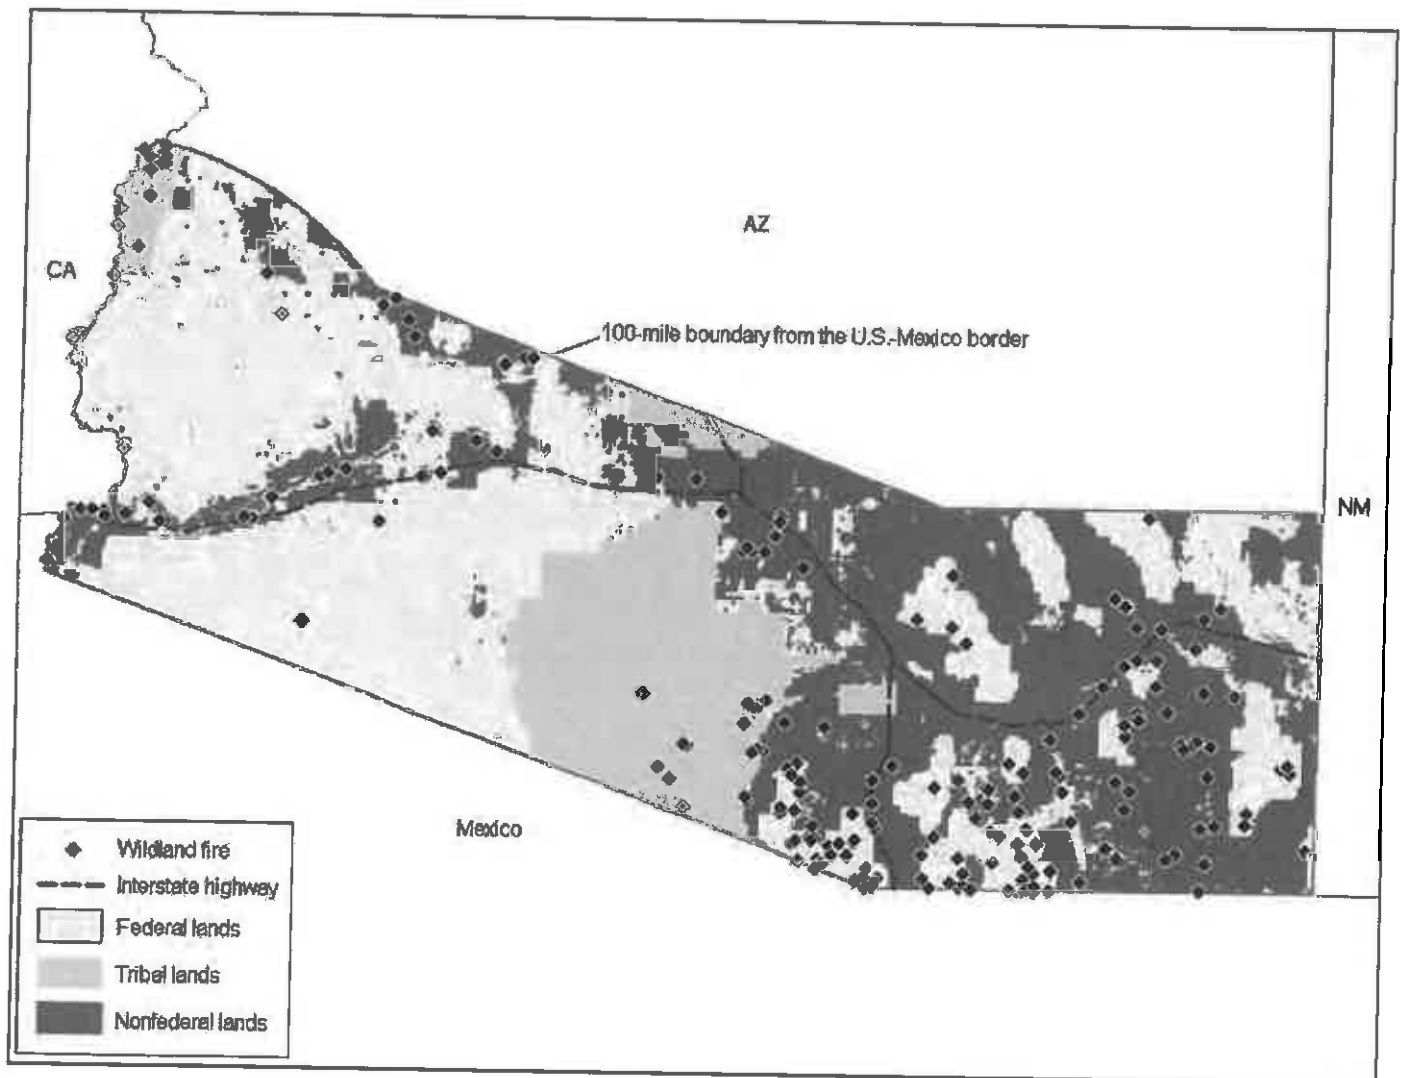 AZ
CA
100-mile boundary from the U.S.-Mexico border
NM
Mexico
Wildland fire
Interstate highway
Federal lands
Tribal lands
Nonfederal lands